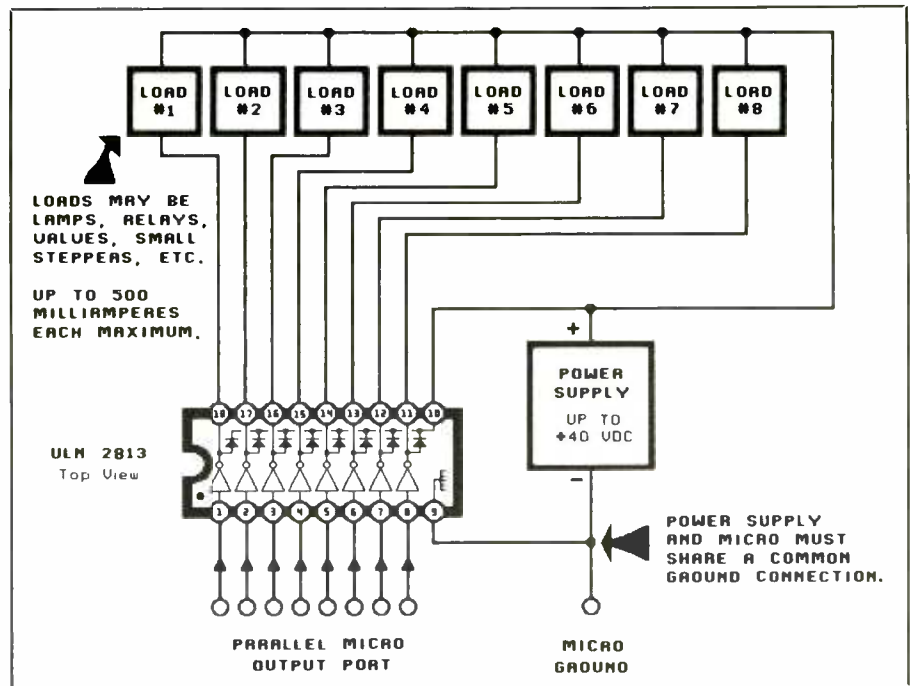 LOAD #1
LOAD #2
LOAD #3
LOAD #4
LOAD #5
LOAD #6
LOAD #7
LOAD #8
LOADS MAY BE
LAMPS, RELAYS,
VALVES, SMALL
STEPPERS, ETC.
UP TO 500
MILLIAMPERES
EACH MAXIMUM.
+
POWER
SUPPLY
UP TO
+40 VDC
-
18 17 16 15 14 13 12 11 10
ULN 2813
Top View
1 2 3 4 5 6 7 8 9
POWER SUPPLY
AND MICRO MUST
SHARE A COMMON
GROUND CONNECTION.
PARALLEL MICRO
OUTPUT PORT
MICRO
GROUND